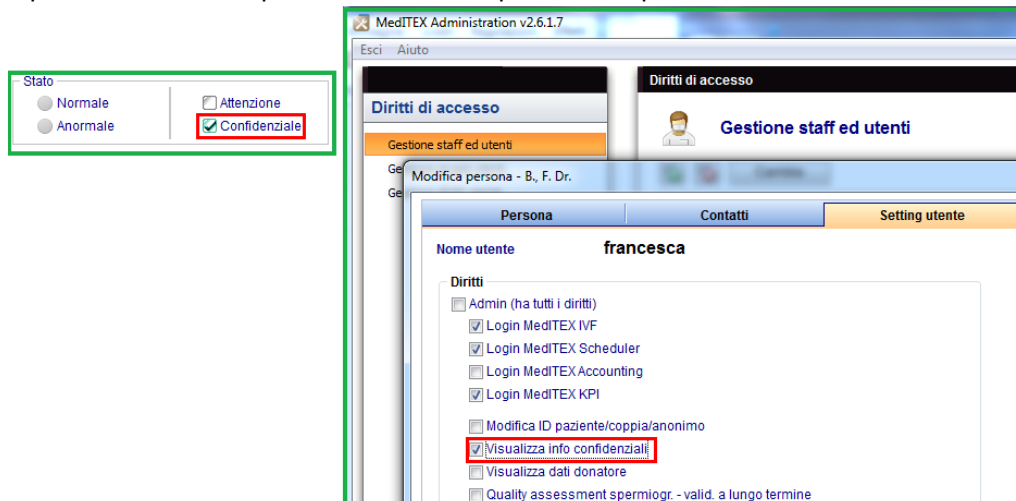 Stato
Normale
Attenzione
Anormale
Confidenziale
MedITEX Administration v2.6.1.7
Esci Aiuto
Diritti di accesso
Diritti di accesso
Gestione staff ed utenti
Gestione staff ed utenti
Ge
Ge
Modifica persona - B., F. Dr.
Persona Contatti Setting utente
Nome utente francesca
Diritti
Admin (ha tutti i diritti)
Login MedITEX IVF
Login MedITEX Scheduler
Login MedITEX Accounting
Login MedITEX KPI
Modifica ID paziente/coppia/anonimo
Visualizza info confidenziali
Visualizza dati donatore
Quality assessment spermiogr. - valid. a lungo termine